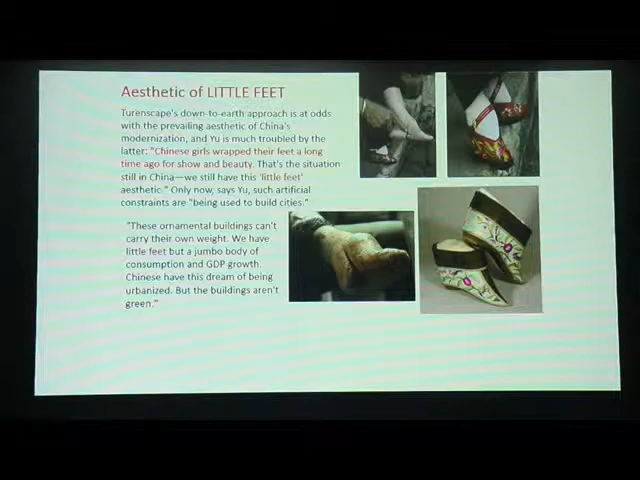 Aesthetic of LITTLE FEET
Turenscape's down-to-earth approach is at odds
with the prevailing aesthetic of China's
modernization, and Yu is much troubled by the
latter: "Chinese girls wrapped their feet a long
time ago for show and beauty. That's the situation
still in China—we still have this 'little feet'
aesthetic." Only now, says Yu, such artificial
constraints are "being used to build cities."
"These ornamental buildings can't
carry their own weight. We have
little feet but a jumbo body of
consumption and GDP growth.
Chinese have this dream of being
urbanized. But the buildings aren't
green."